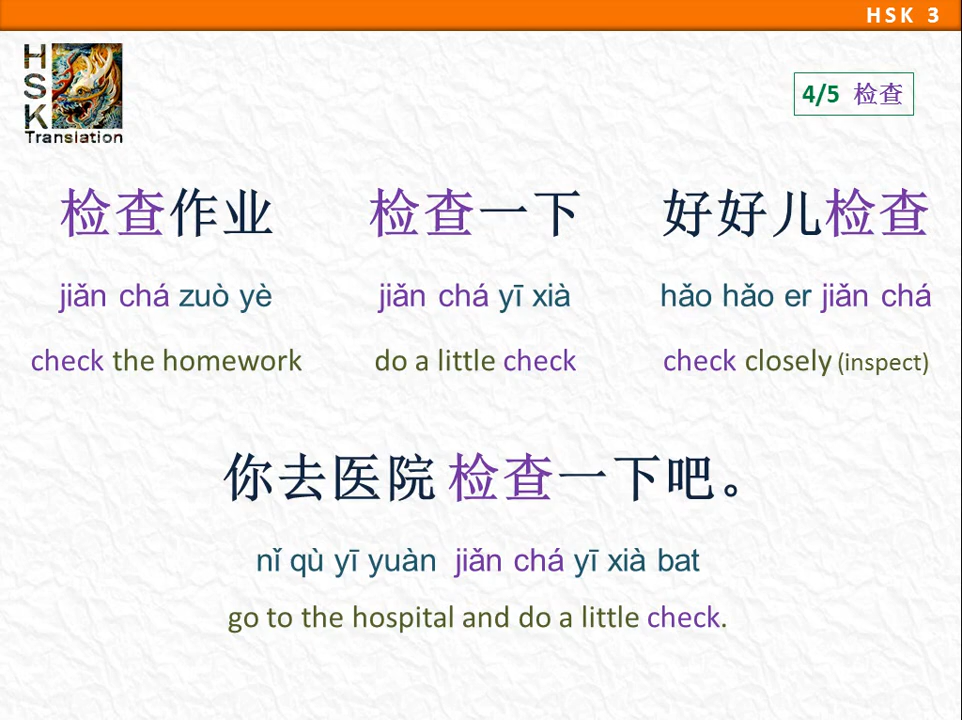 HSK 3
HSK
Translation
4/5 检查
检查作业 检查一下 好好儿检查
jiǎn chá zuò yè jiǎn chá yī xià hǎo hǎo er jiǎn chá
check the homework do a little check check closely (inspect)
你去医院 检查一下吧。
nǐ qù yī yuàn jiǎn chá yī xià bat
go to the hospital and do a little check.